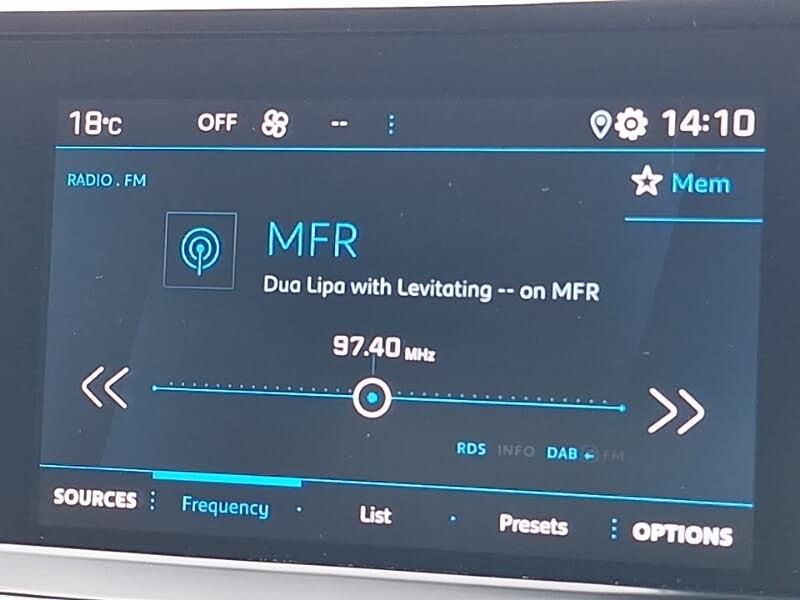 18°C OFF -- 14:10
RADIO . FM Mem
MFR
Dua Lipa with Levitating -- on MFR
97.40 MHz
RDS INFO DAB FM
SOURCES Frequency List Presets OPTIONS